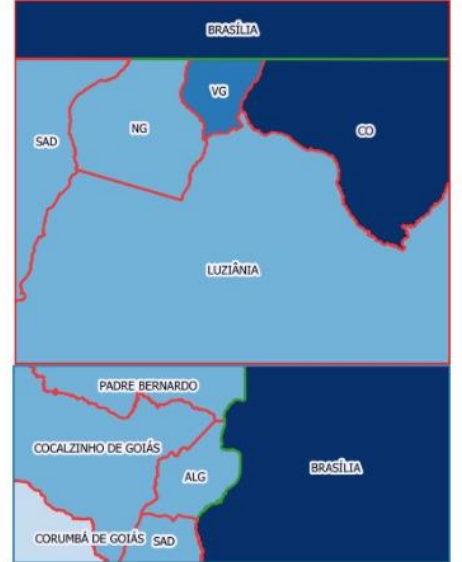 BRASÍLIA
VG
NG
CO
SAD
LUZIÂNIA
PADRE BERNARDO
COCALZINHO DE GOIÁS
BRASÍLIA
ALG
CORUMBÁ DE GOIÁS
SAD